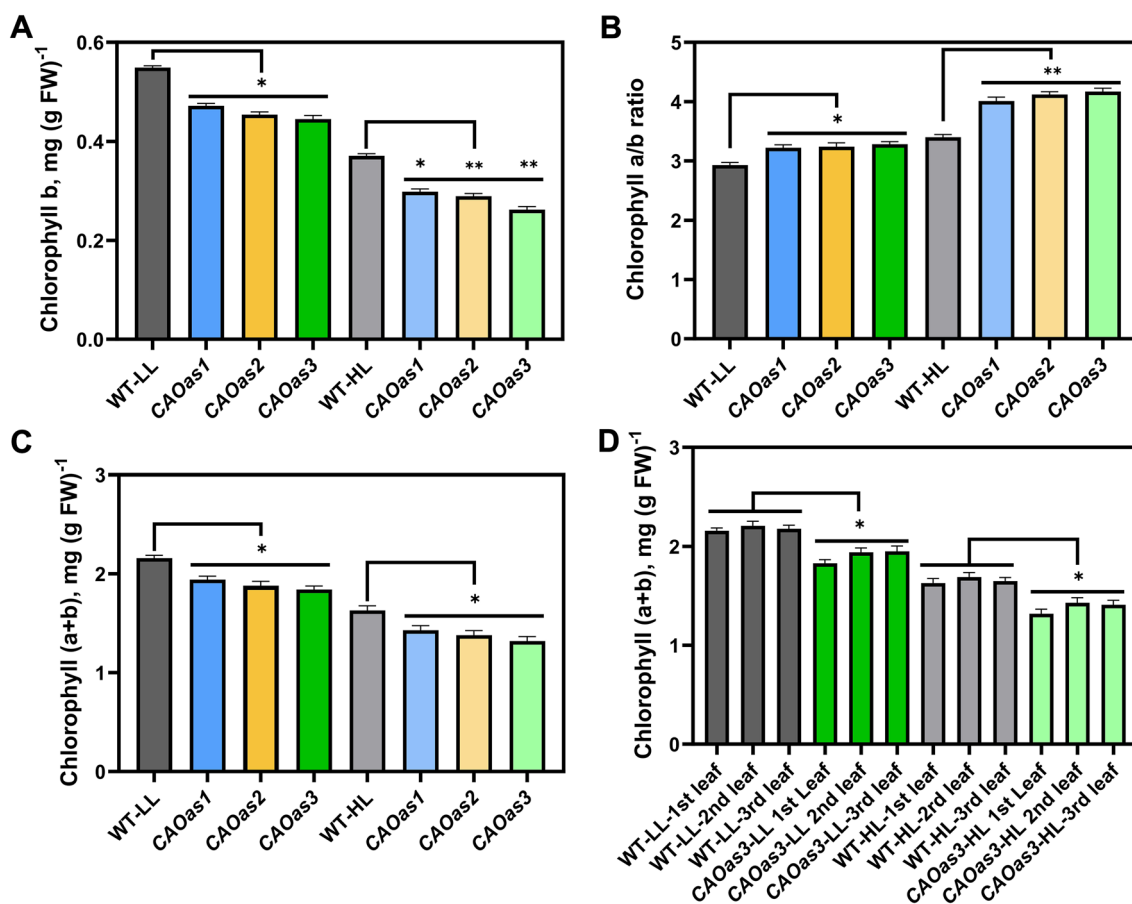 A
Chlorophyll b, mg (g FW)-1
0.6
0.4
0.2
0.0
*
* ** **
WT-LL
CAOas1
CAOas2
CAOas3
WT-HL
CAOas1
CAOas2
CAOas3
B
Chlorophyll a/b ratio
5
4
3
2
1
0
*
**
WT-LL
CAOas1
CAOas2
CAOas3
WT-HL
CAOas1
CAOas2
CAOas3
C
Chlorophyll (a+b), mg (g FW)-1
3
2
1
0
*
*
WT-LL
CAOas1
CAOas2
CAOas3
WT-HL
CAOas1
CAOas2
CAOas3
D
Chlorophyll (a+b), mg (g FW)-1
3
2
1
0
*
*
WT-LL-1st leaf
WT-LL-2nd leaf
WT-LL-3rd leaf
CAOas3-LL 1st Leaf
CAOas3-LL 2nd leaf
CAOas3-LL-3rd leaf
WT-HL-1st leaf
WT-HL-2rd leaf
WT-HL-3rd leaf
CAOas3-HL 1st Leaf
CAOas3-HL 2nd leaf
CAOas3-HL-3rd leaf